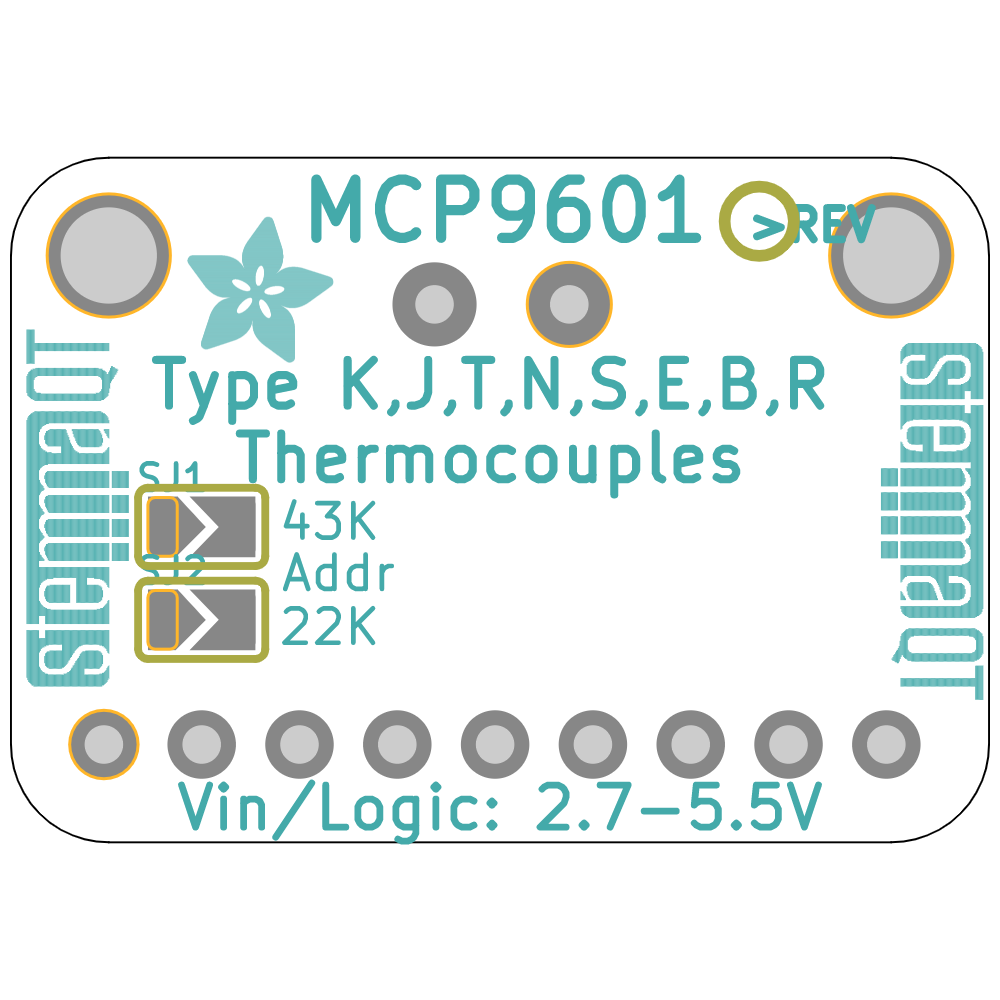 MCP9601
>REV
Type K,J,T,N,S,E,B,R
Thermocouples
SJ1
43K
SJ2
Addr
22K
stemmaQT
stemmaQT
Vin/Logic: 2.7-5.5V